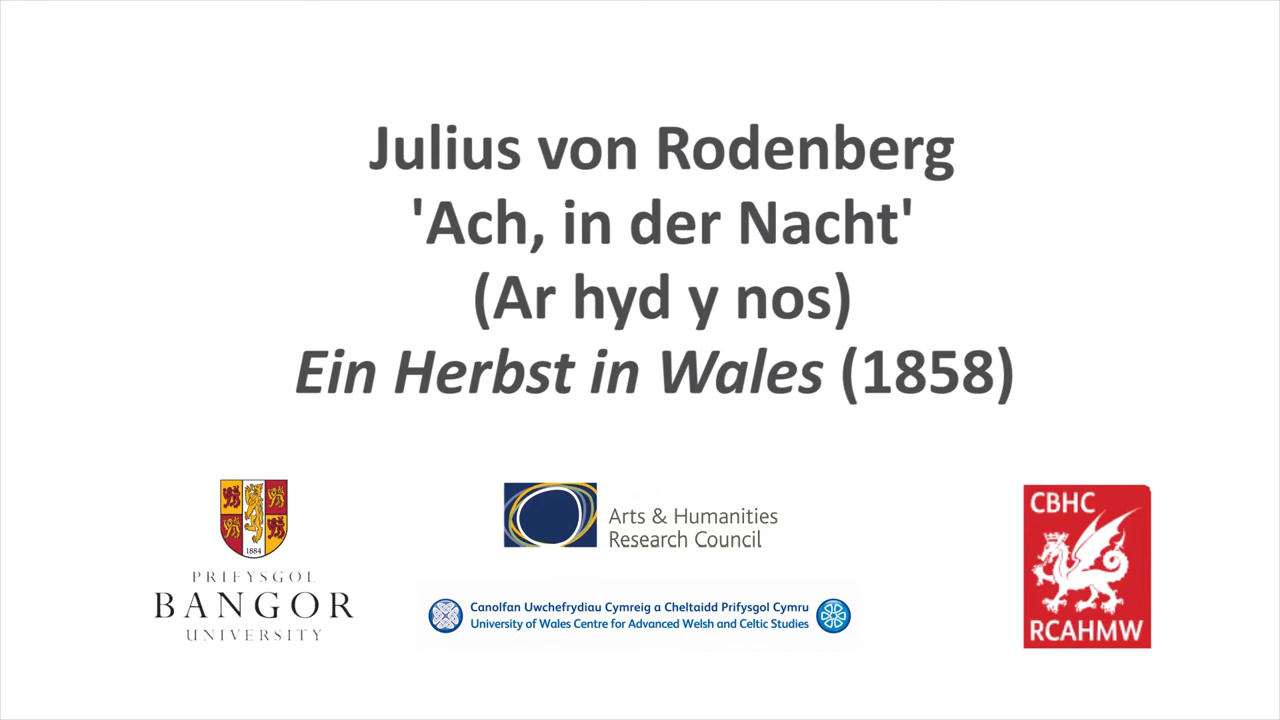 Julius von Rodenberg
'Ach, in der Nacht'
(Ar hyd y nos)
Ein Herbst in Wales (1858)
1884
PRIFYSGOL
BANGOR
UNIVERSITY
Arts & Humanities
Research Council
Canolfan Uwchefrydiau Cymreig a Cheltaidd Prifysgol Cymru
University of Wales Centre for Advanced Welsh and Celtic Studies
CBHC
RCAHMW